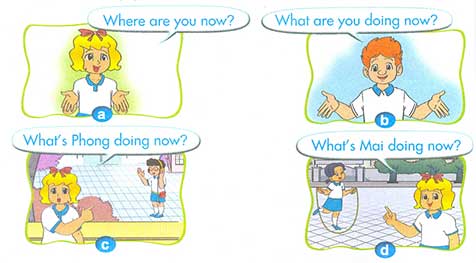 Where are you now?
What are you doing now?
a
b
What's Phong doing now?
What's Mai doing now?
c
d